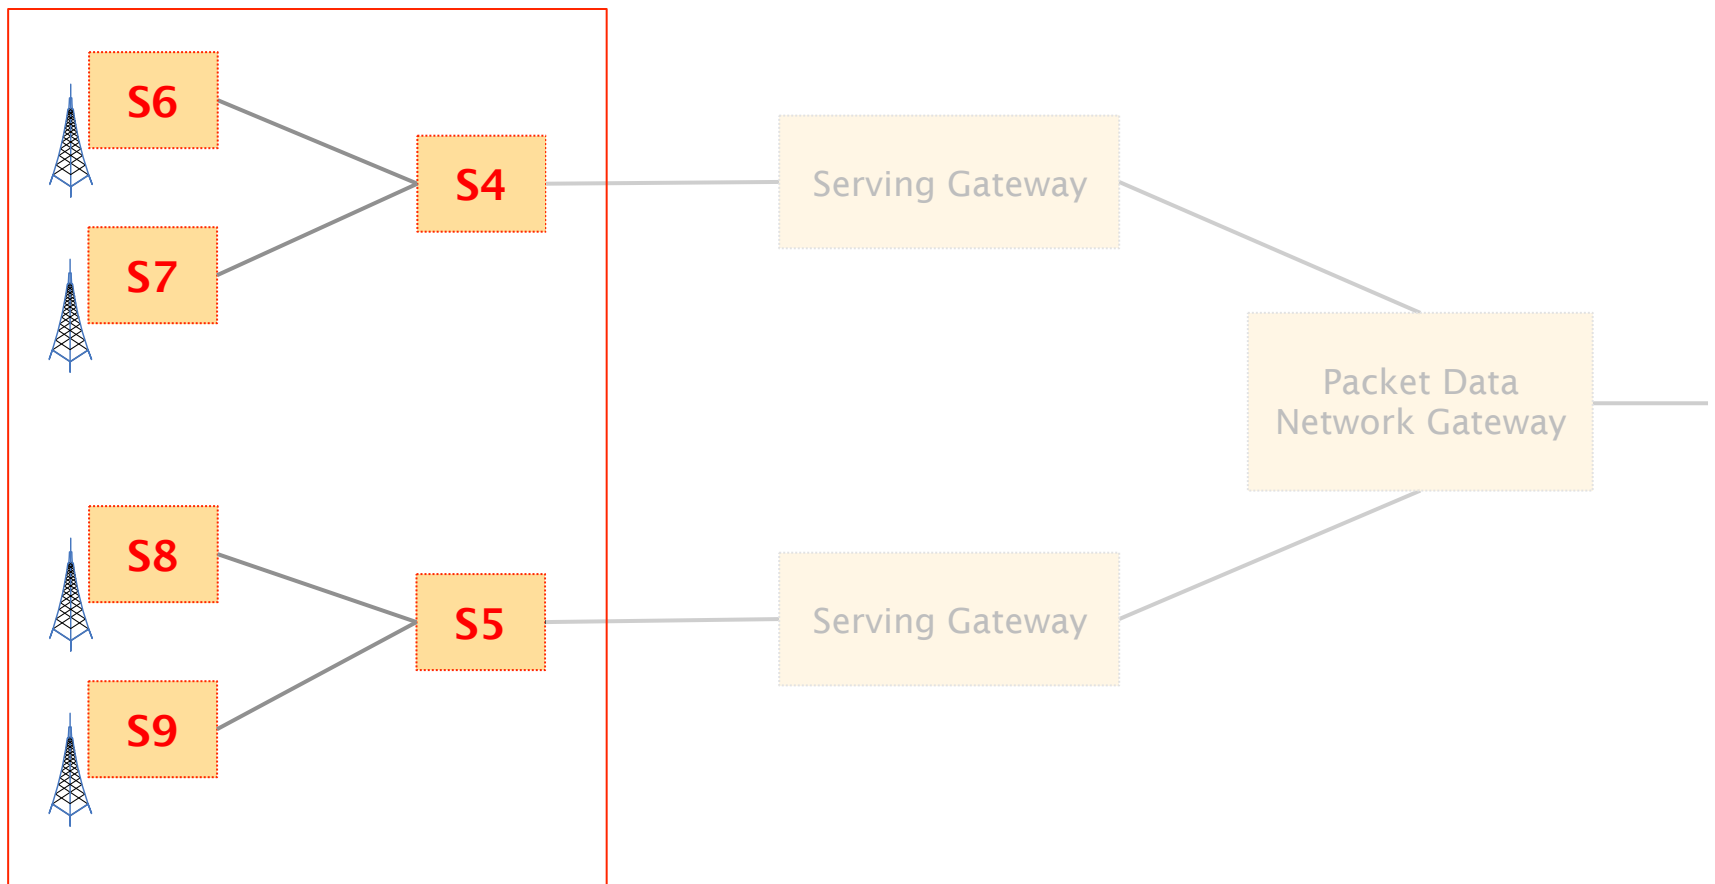 S6
S4
Serving Gateway
S7
Packet Data
Network Gateway
S8
S5
Serving Gateway
S9